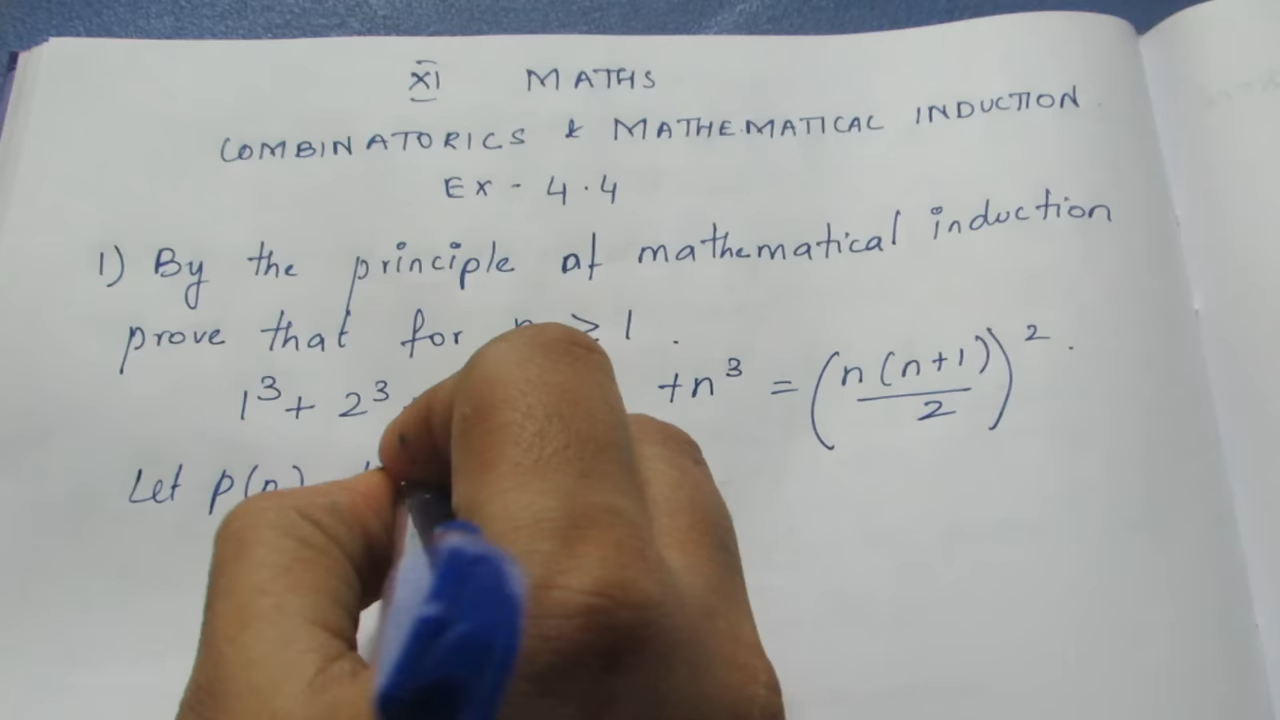 XI MATHS
COMBINATORICS & MATHEMATICAL INDUCTION
Ex - 4.4
1) By the principle of mathematical induction
prove that for n ≥ 1.
1³ + 2³ + n³ = (n(n+1)/2)².
Let p(n)